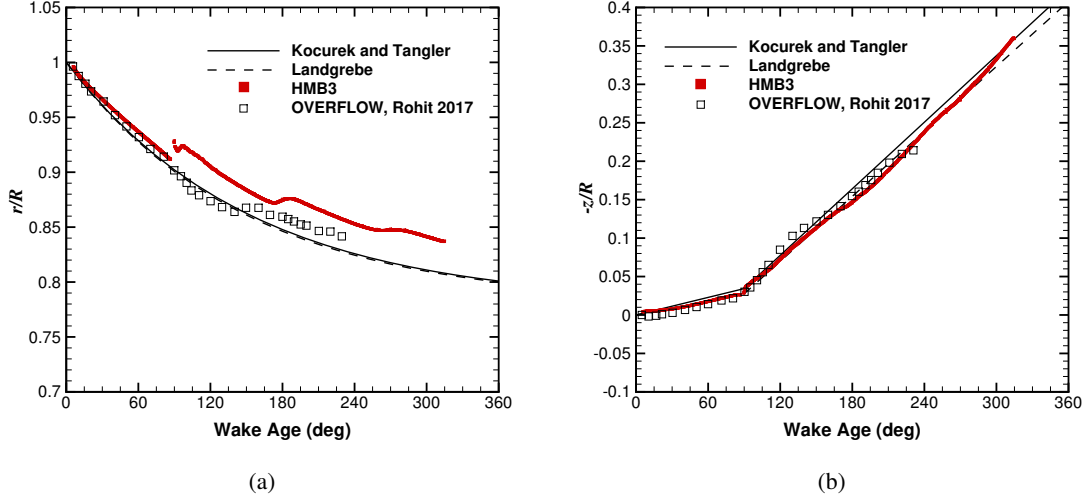 1.05
1
0.95
0.9
0.85
0.8
0.75
0.7
r/R
0 60 120 180 240 300 360
Wake Age (deg)
Kocurek and Tangler
Landgrebe
HMB3
OVERFLOW, Rohit 2017
(a)
0.4
0.35
0.3
0.25
0.2
0.15
0.1
0.05
0
-0.05
-0.1
-z/R
0 60 120 180 240 300 360
Wake Age (deg)
Kocurek and Tangler
Landgrebe
HMB3
OVERFLOW, Rohit 2017
(b)